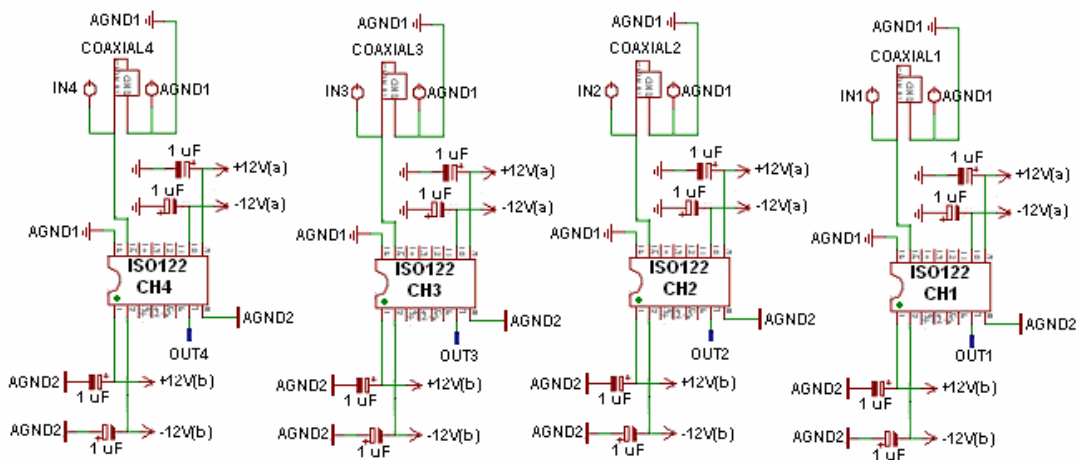 AGND1 AGND1 AGND1 AGND1
COAXIAL4 COAXIAL3 COAXIAL2 COAXIAL1
IN4 AGND1 IN3 AGND1 IN2 AGND1 IN1 AGND1
1 uF +12V(a) 1 uF +12V(a) 1 uF +12V(a) 1 uF +12V(a)
1 uF -12V(a) 1 uF -12V(a) 1 uF -12V(a) 1 uF -12V(a)
AGND1 AGND1 AGND1 AGND1
ISO122 ISO122 ISO122 ISO122
CH4 CH3 CH2 CH1
AGND2 AGND2 AGND2 AGND2
OUT4 OUT3 OUT2 OUT1
AGND2 +12V(b) AGND2 +12V(b) AGND2 +12V(b) AGND2 +12V(b)
1 uF 1 uF 1 uF 1 uF
AGND2 -12V(b) AGND2 -12V(b) AGND2 -12V(b) AGND2 -12V(b)
1 uF 1 uF 1 uF 1 uF